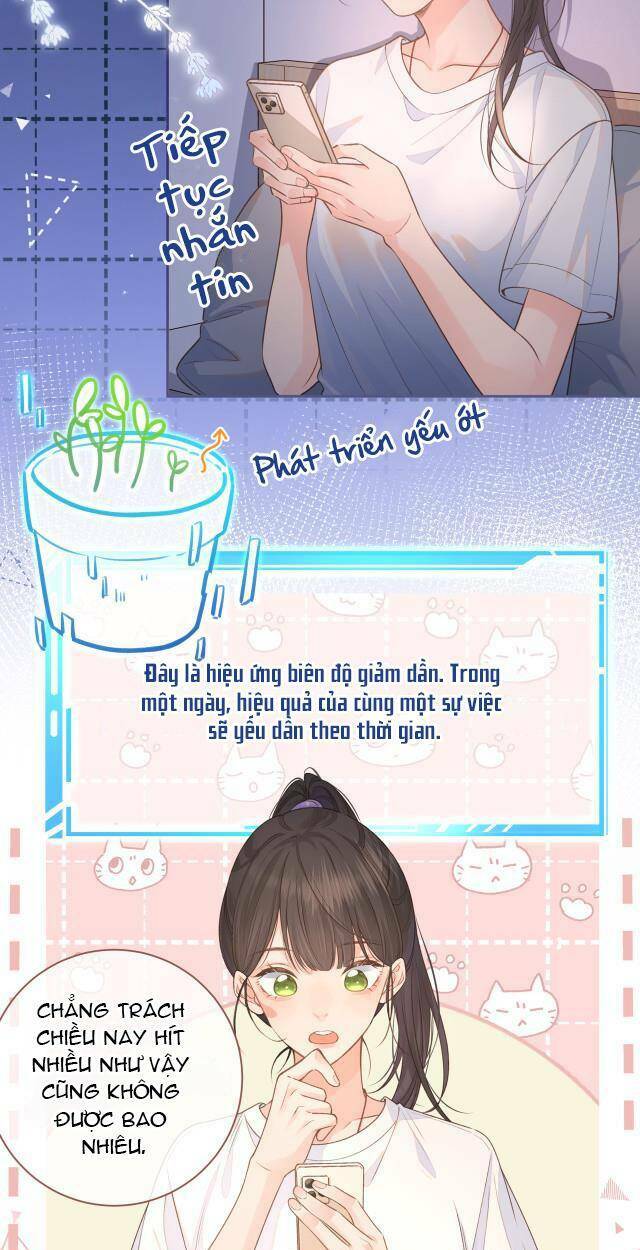 Tiếp
tục
nhắn
tin
Phát triển yếu ớt
Đây là hiệu ứng biên độ giảm dần. Trong
một ngày, hiệu quả của cùng một sự việc
sẽ yếu dần theo thời gian.
CHẲNG TRÁCH
CHIỀU NAY HÍT
NHIỀU NHƯ VẬY
CŨNG KHÔNG
ĐƯỢC BAO
NHIÊU.